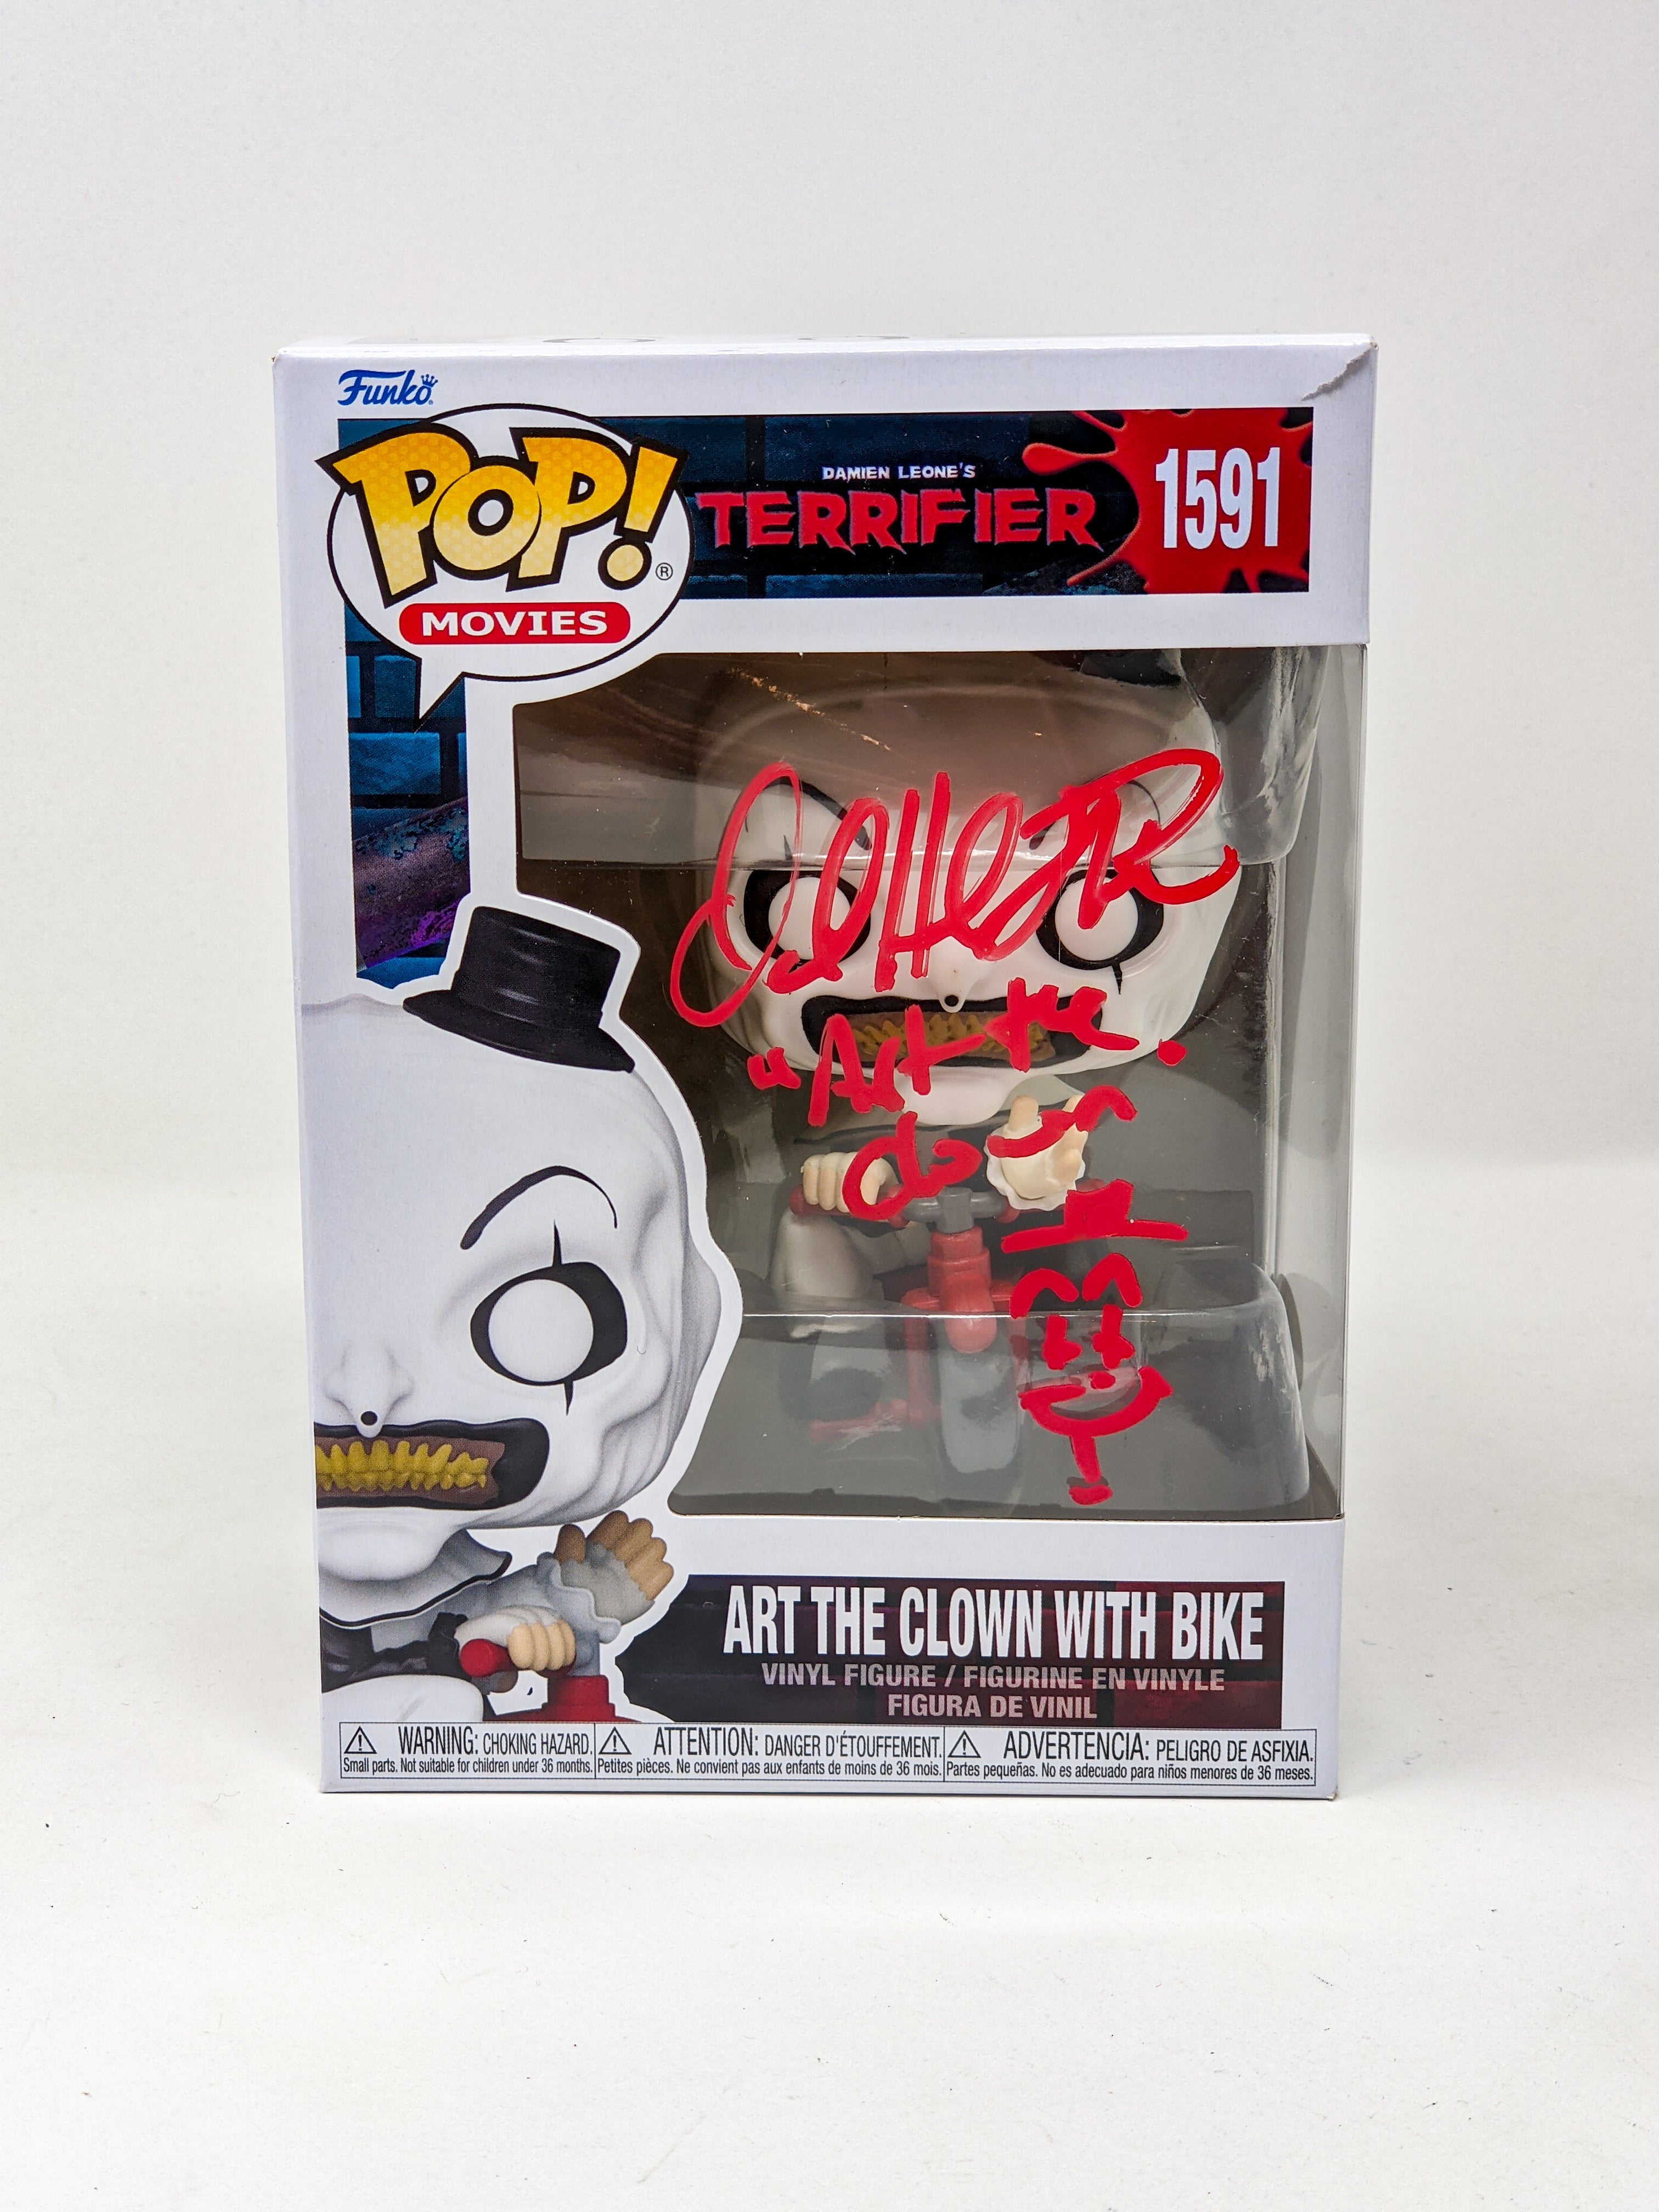 Funko
POP! ®
MOVIES
DAMIEN LEONE'S
TERRIFIER
1591
"Art the
ART THE CLOWN WITH BIKE
VINYL FIGURE / FIGURINE EN VINYLE
FIGURA DE VINIL
WARNING: CHOKING HAZARD.
Small parts. Not suitable for children under 36 months.
ATTENTION: DANGER D'ÉTOUFFEMENT.
Petites pièces. Ne convient pas aux enfants de moins de 36 mois.
ADVERTENCIA: PELIGRO DE ASFIXIA.
Partes pequeñas. No es adecuado para niños menores de 36 meses.